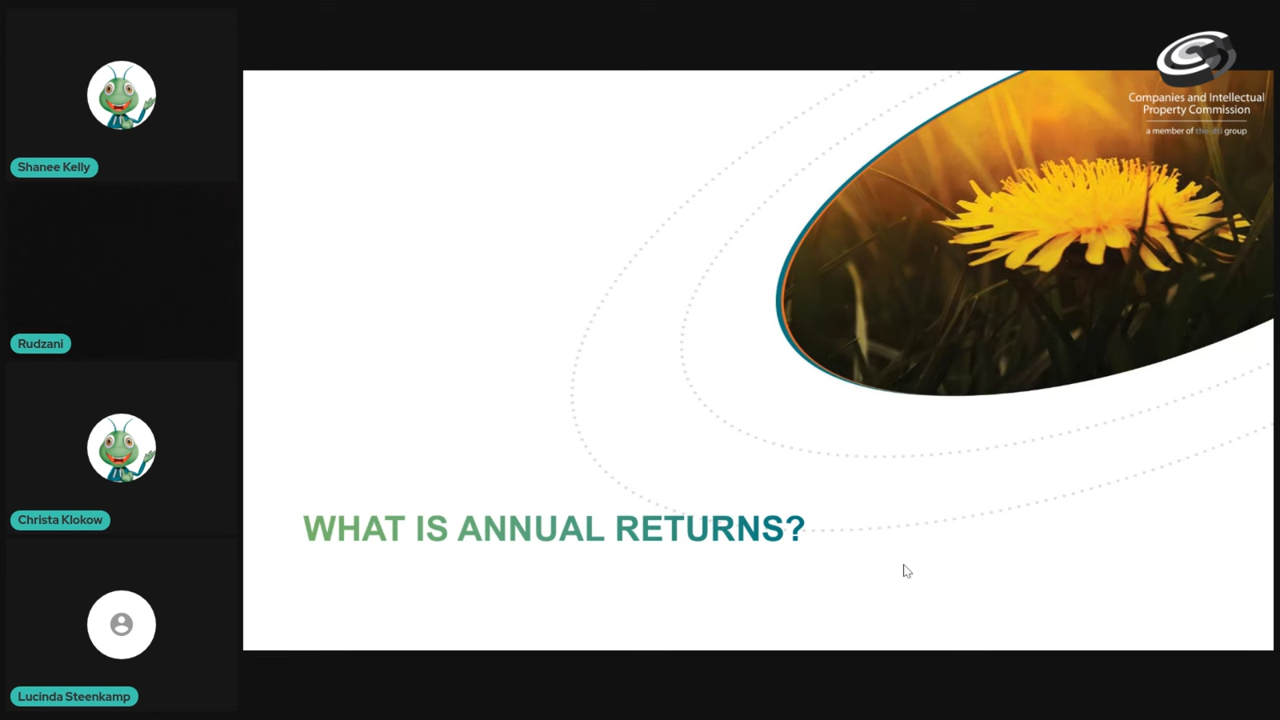 Shanee Kelly
Rudzani
Christa Klokow
Lucinda Steenkamp
Companies and Intellectual
Property Commission
a member of the dti group
WHAT IS ANNUAL RETURNS?